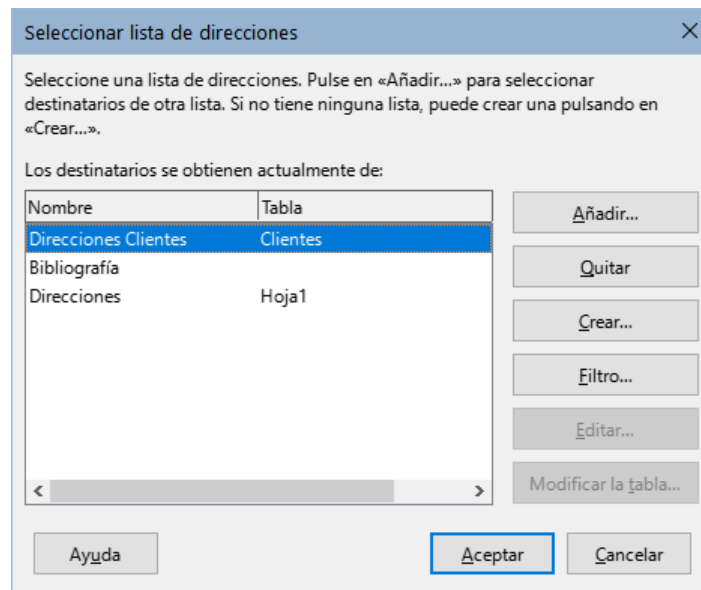 Seleccionar lista de direcciones
Seleccione una lista de direcciones. Pulse en «Añadir...» para seleccionar
destinatarios de otra lista. Si no tiene ninguna lista, puede crear una pulsando en
«Crear...».
Los destinatarios se obtienen actualmente de:
Nombre Tabla
Direcciones Clientes Clientes
Bibliografía
Direcciones Hoja1
Añadir...
Quitar
Crear...
Filtro...
Editar...
Modificar la tabla...
Ayuda Aceptar Cancelar